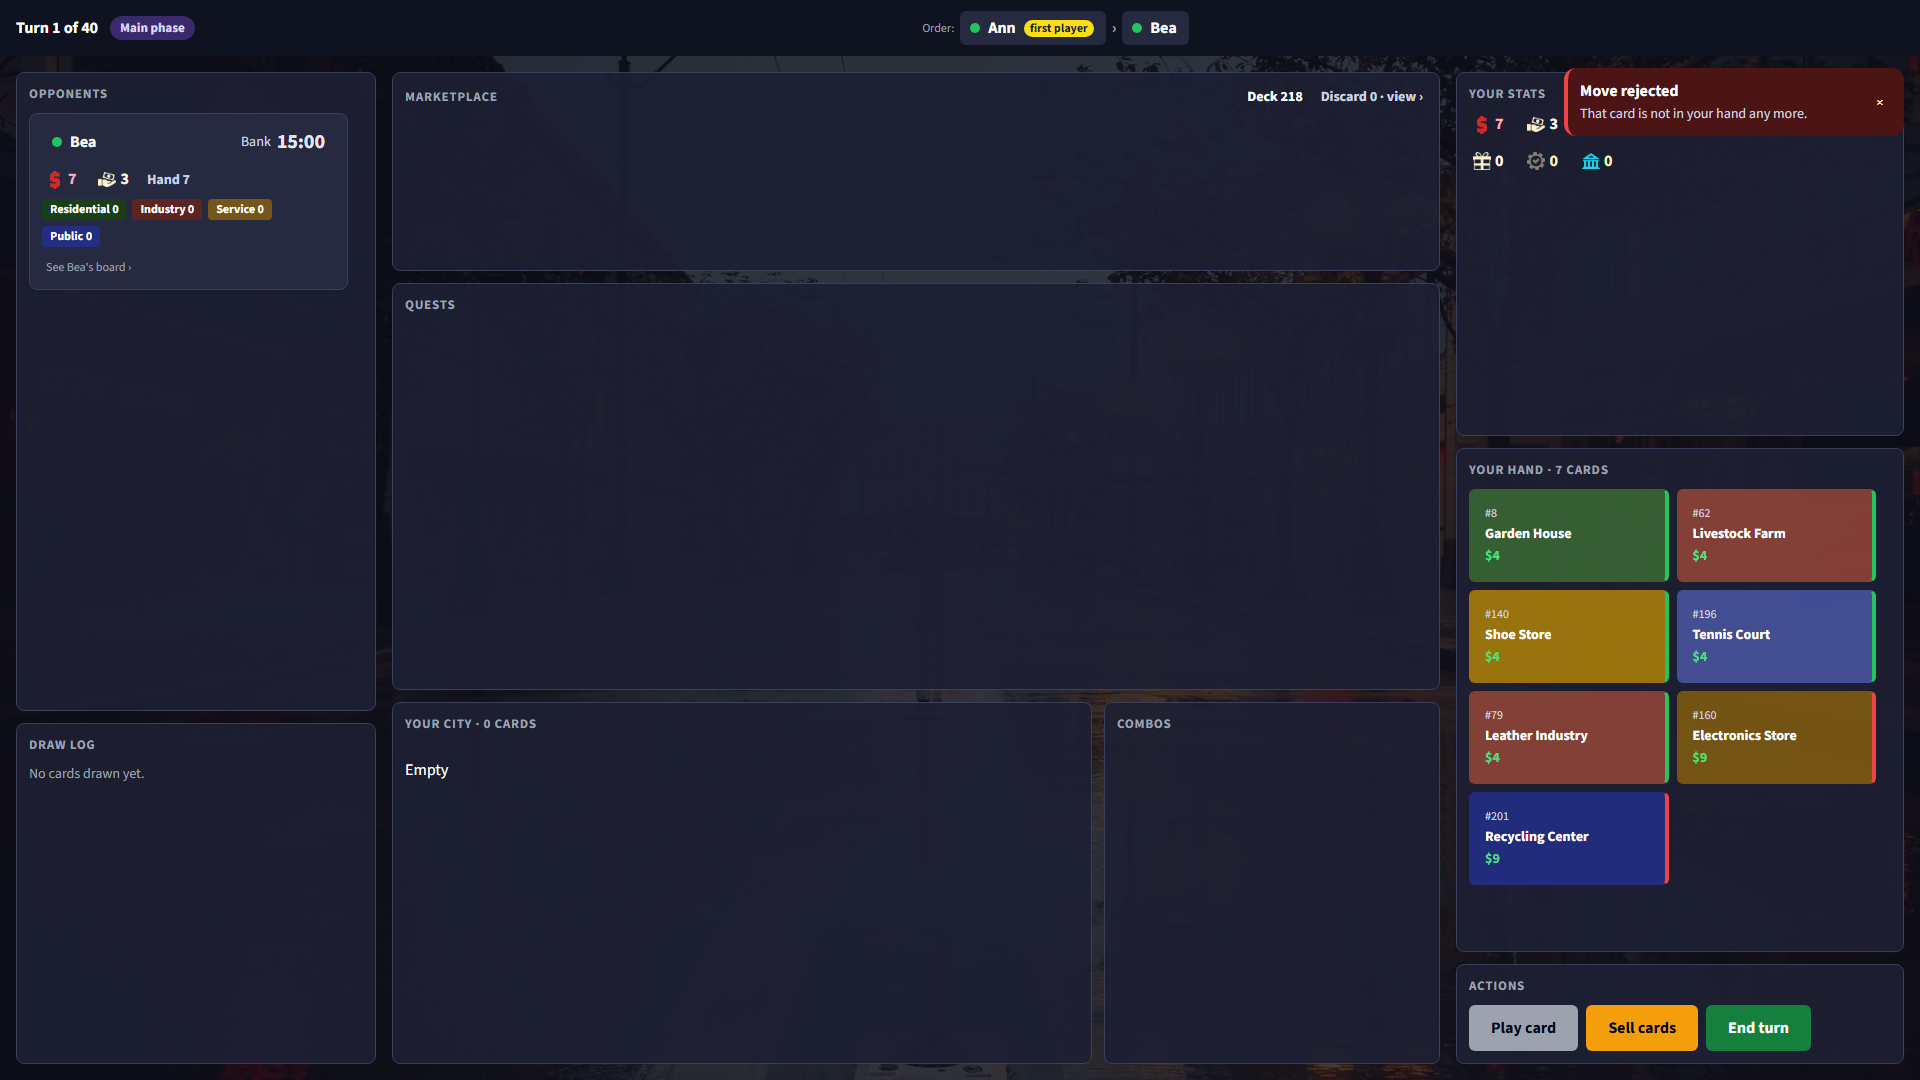 Turn 1 of 40 Main phase
Order: Ann first player › Bea
OPPONENTS
Bea Bank 15:00
$ 7 3 Hand 7
Residential 0 Industry 0 Service 0
Public 0
See Bea's board ›
DRAW LOG
No cards drawn yet.
MARKETPLACE Deck 218 Discard 0 · view ›
QUESTS
YOUR CITY · 0 CARDS
Empty
COMBOS
YOUR STATS
$ 7 3
0 0 0
Move rejected ×
That card is not in your hand any more.
YOUR HAND · 7 CARDS
#8
Garden House
$4
#62
Livestock Farm
$4
#140
Shoe Store
$4
#196
Tennis Court
$4
#79
Leather Industry
$4
#160
Electronics Store
$9
#201
Recycling Center
$9
ACTIONS
Play card Sell cards End turn